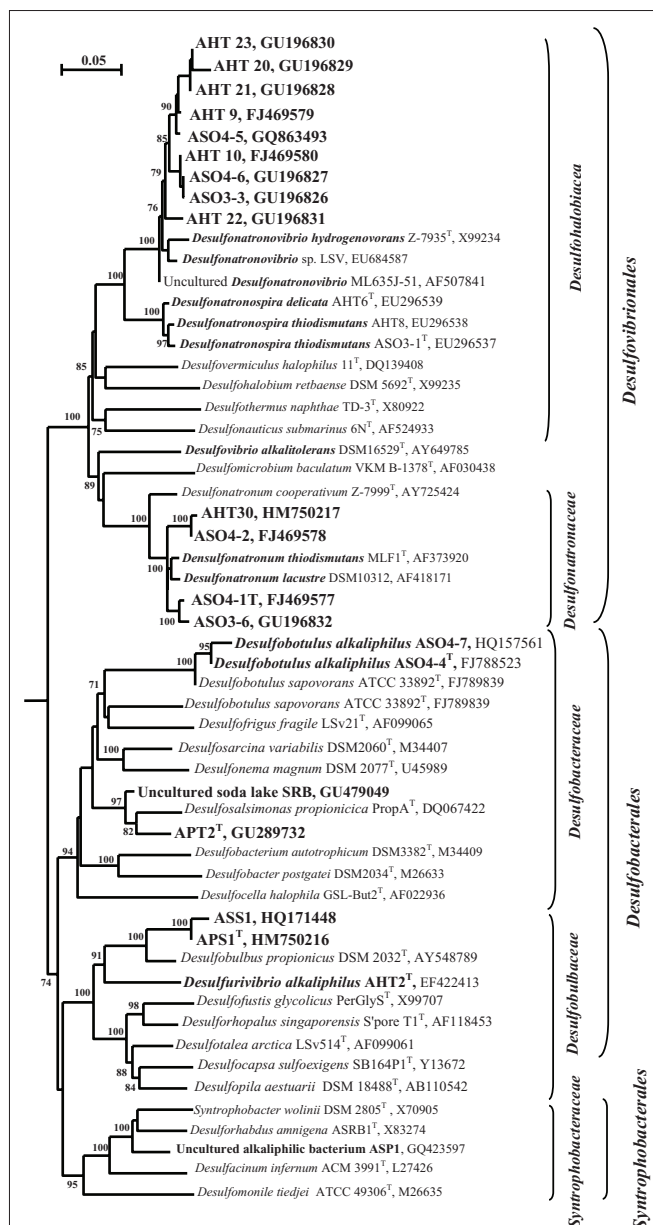 0.05
AHT 23, GU196830
AHT 20, GU196829
AHT 21, GU196828
90
AHT 9, FJ469579
85
ASO4-5, GQ863493
AHT 10, FJ469580
79
ASO4-6, GU196827
ASO3-3, GU196826
76
AHT 22, GU196831
100
Desulfonatronovibrio hydrogenovorans Z-7935T, X99234
Desulfonatronovibrio sp. LSV, EU684587
100
Uncultured Desulfonatronovibrio ML635J-51, AF507841
Desulfonatronospira delicata AHT6T, EU296539
100
Desulfonatronospira thiodismutans AHT8, EU296538
97
Desulfonatronospira thiodismutans ASO3-1T, EU296537
85
Desulfovermiculus halophilus 11T, DQ139408
Desulfohalobium retbaense DSM 5692T, X99235
100
Desulfothermus naphthae TD-3T, X80922
75
Desulfonauticus submarinus 6NT, AF524933
Desulfovibrio alkalitolerans DSM16529T, AY649785
89
Desulfomicrobium baculatum VKM B-1378T, AF030438
Desulfonatronum cooperativum Z-7999T, AY725424
100
AHT30, HM750217
100
ASO4-2, FJ469578
Densulfonatronum thiodismutans MLF1T, AF373920
100
Desulfonatronum lacustre DSM10312, AF418171
ASO4-1T, FJ469577
100
ASO3-6, GU196832
95
Desulfobotulus alkaliphilus ASO4-7, HQ157561
100
Desulfobotulus alkaliphilus ASO4-4T, FJ788523
71
Desulfobotulus sapovorans ATCC 33892T, FJ789839
Desulfobotulus sapovorans ATCC 33892T, FJ789839
Desulfofrigus fragile LSv21T, AF099065
100
Desulfosarcina variabilis DSM2060T, M34407
Desulfonema magnum DSM 2077T, U45989
97
Uncultured soda lake SRB, GU479049
Desulfosalsimonas propionicica PropAT, DQ067422
82
APT2T, GU289732
94
Desulfobacterium autotrophicum DSM3382T, M34409
100
Desulfobacter postgatei DSM2034T, M26633
Desulfocella halophila GSL-But2T, AF022936
100
ASS1, HQ171448
100
APS1T, HM750216
91
Desulfobulbus propionicus DSM 2032T, AY548789
74
Desulfurivibrio alkaliphilus AHT2T, EF422413
100
98
Desulfofustis glycolicus PerGlyST, X99707
100
Desulforhopalus singaporensis S'pore T1T, AF118453
Desulfotalea arctica LSv514T, AF099061
88
Desulfocapsa sulfoexigens SB164P1T, Y13672
84
Desulfopila aestuarii DSM 18488T, AB110542
Syntrophobacter wolinii DSM 2805T, X70905
100
Desulforhabdus amnigena ASRB1T, X83274
100
Uncultured alkaliphilic bacterium ASP1, GQ423597
Desulfacinum infernum ACM 3991T, L27426
95
Desulfomonile tiedjei ATCC 49306T, M26635
Desulfohalobiacea
Desulfonatronaceae
Desulfobacteraceae
Desulfobulbaceae
Syntrophobacteraceae
Desulfovibrionales
Desulfobacterales
Syntrophobacterales